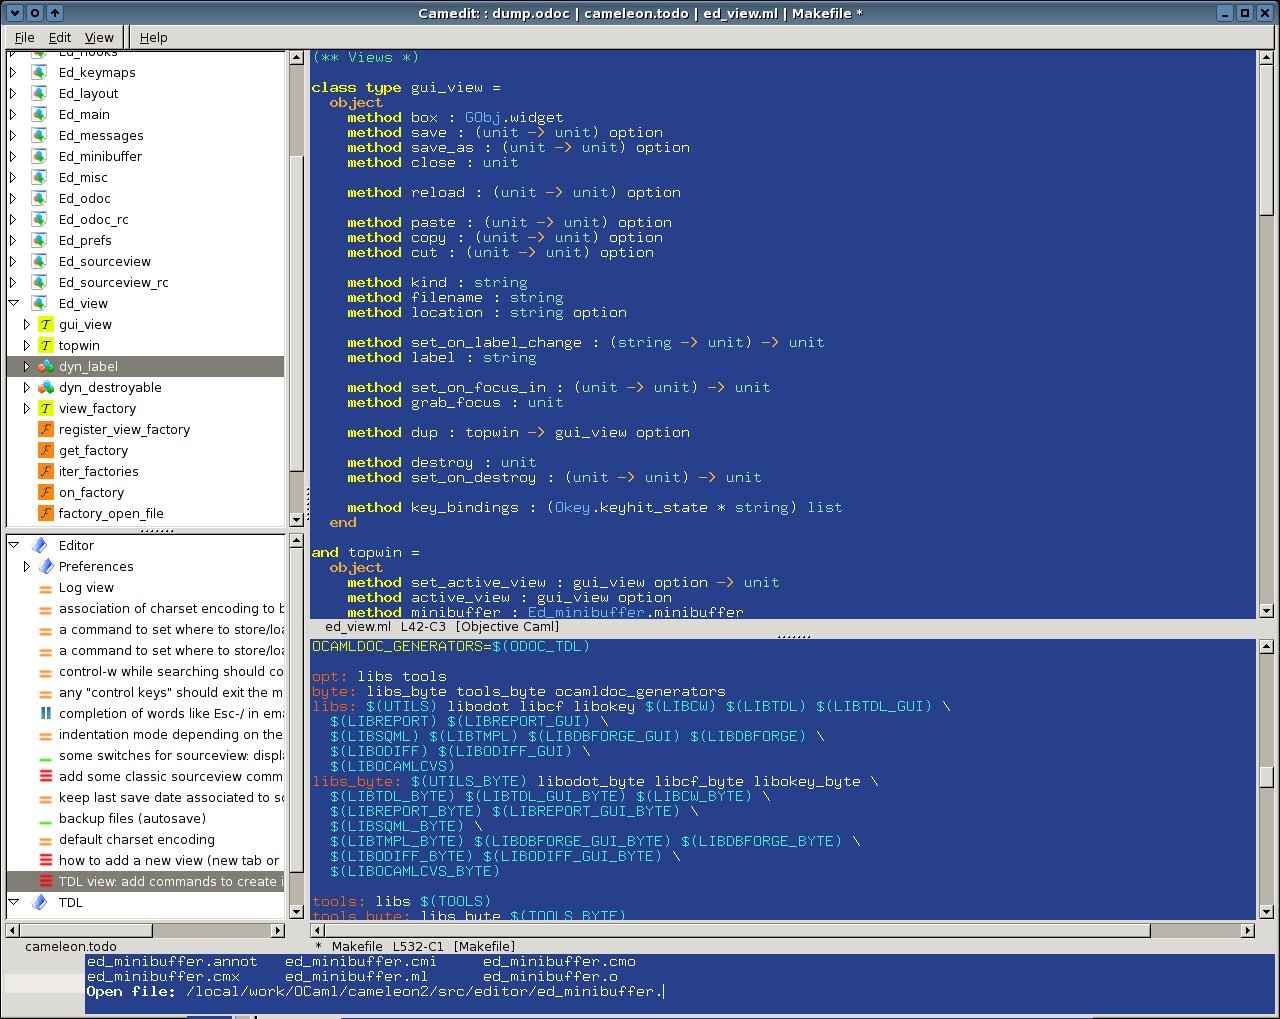 Camedit: : dump.odoc | cameleon.todo | ed_view.ml | Makefile *
File Edit View Help
Ed_hooks
Ed_keymaps
Ed_layout
Ed_main
Ed_messages
Ed_minibuffer
Ed_misc
Ed_odoc
Ed_odoc_rc
Ed_prefs
Ed_sourceview
Ed_sourceview_rc
Ed_view
gui_view
topwin
dyn_label
dyn_destroyable
view_factory
register_view_factory
get_factory
iter_factories
on_factory
factory_open_file
Editor
Preferences
Log view
association of charset encoding to b
a command to set where to store/loa
a command to set where to store/loa
control-w while searching should co
any "control keys" should exit the m
completion of words like Esc-/ in ema
indentation mode depending on the
some switches for sourceview: displa
add some classic sourceview comm
keep last save date associated to so
backup files (autosave)
default charset encoding
how to add a new view (new tab or
TDL view: add commands to create i
TDL
cameleon.todo
(** Views *)
class type gui_view =
object
method box : GObj.widget
method save : (unit -> unit) option
method save_as : (unit -> unit) option
method close : unit
method reload : (unit -> unit) option
method paste : (unit -> unit) option
method copy : (unit -> unit) option
method cut : (unit -> unit) option
method kind : string
method filename : string
method location : string option
method set_on_label_change : (string -> unit) -> unit
method label : string
method set_on_focus_in : (unit -> unit) -> unit
method grab_focus : unit
method dup : topwin -> gui_view option
method destroy : unit
method set_on_destroy : (unit -> unit) -> unit
method key_bindings : (Okey.keyhit_state * string) list
end
and topwin =
object
method set_active_view : gui_view option -> unit
method active_view : gui_view option
method minibuffer : Ed_minibuffer.minibuffer
ed_view.ml L42-C3 [Objective Caml]
OCAMLDOC_GENERATORS=$(ODOC_TDL)
opt: libs tools
byte: libs_byte tools_byte ocamldoc_generators
libs: $(UTILS) libodot libcf libokey $(LIBCW) $(LIBTDL) $(LIBTDL_GUI) \
$(LIBREPORT) $(LIBREPORT_GUI) \
$(LIBSQML) $(LIBTMPL) $(LIBDBFORGE_GUI) $(LIBDBFORGE) \
$(LIBODIFF) $(LIBODIFF_GUI) \
$(LIBOCAMLCVS)
libs_byte: $(UTILS_BYTE) libodot_byte libcf_byte libokey_byte \
$(LIBTDL_BYTE) $(LIBTDL_GUI_BYTE) $(LIBCW_BYTE) \
$(LIBREPORT_BYTE) $(LIBREPORT_GUI_BYTE) \
$(LIBSQML_BYTE) \
$(LIBTMPL_BYTE) $(LIBDBFORGE_GUI_BYTE) $(LIBDBFORGE_BYTE) \
$(LIBODIFF_BYTE) $(LIBODIFF_GUI_BYTE) \
$(LIBOCAMLCVS_BYTE)
tools: libs $(TOOLS)
tools_byte: libs_byte $(TOOLS_BYTE)
* Makefile L532-C1 [Makefile]
ed_minibuffer.annot ed_minibuffer.cmi ed_minibuffer.cmo
ed_minibuffer.cmx ed_minibuffer.ml ed_minibuffer.o
Open file: /local/work/OCaml/cameleon2/src/editor/ed_minibuffer.